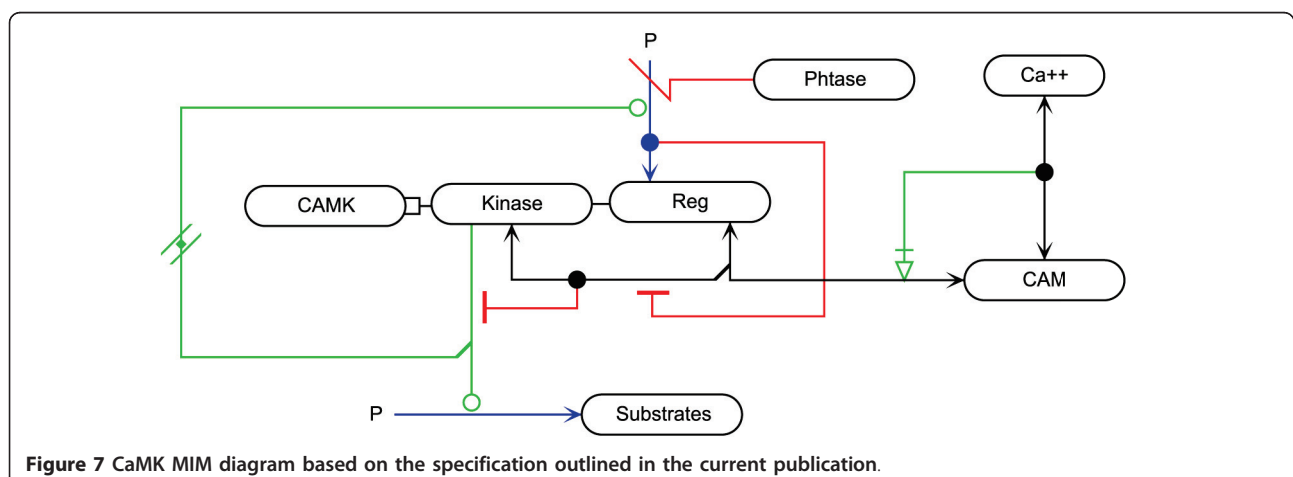 P
Phtase
Ca++
CAMK
Kinase
Reg
CAM
P
Substrates
Figure 7 CaMK MIM diagram based on the specification outlined in the current publication.